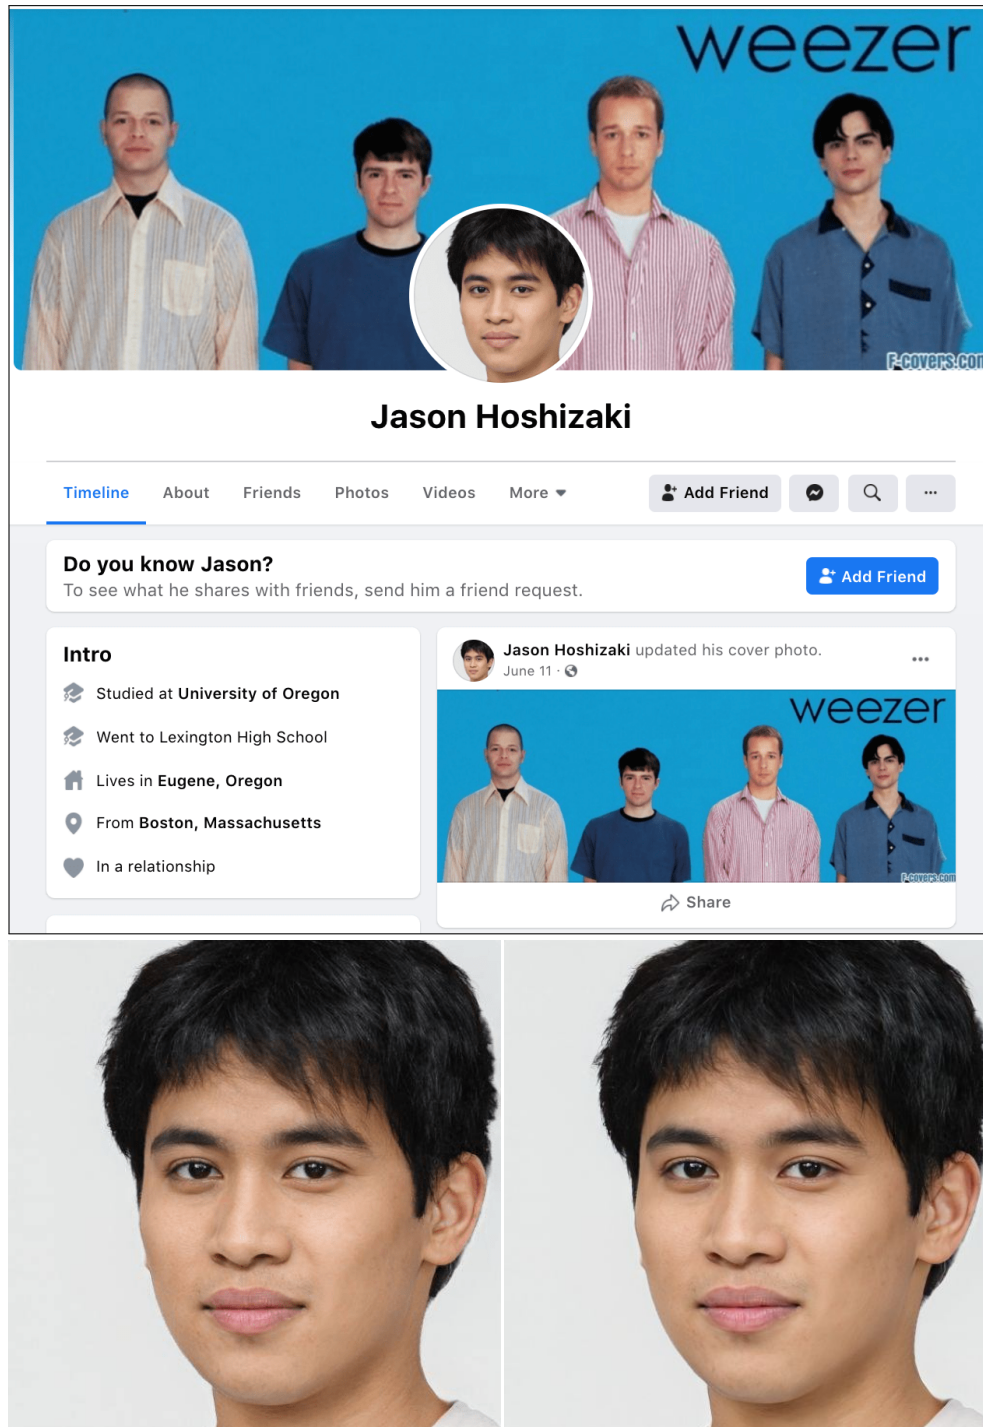 weezer
F-covers.com
Jason Hoshizaki
Timeline About Friends Photos Videos More Add Friend
Do you know Jason?
To see what he shares with friends, send him a friend request.
Add Friend
Intro
Studied at University of Oregon
Went to Lexington High School
Lives in Eugene, Oregon
From Boston, Massachusetts
In a relationship
Jason Hoshizaki updated his cover photo.
June 11 ·
weezer
F-covers.com
Share